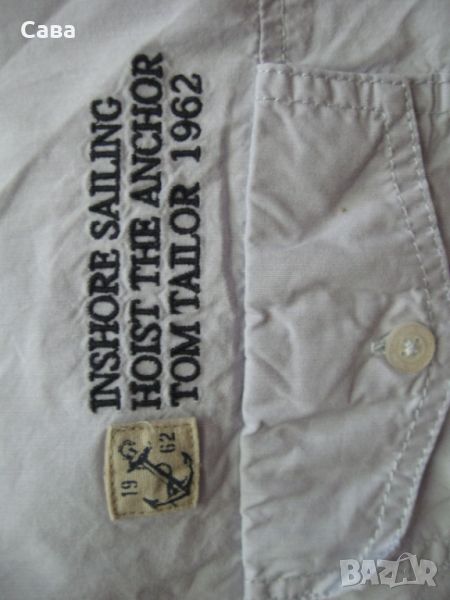 Сава
INSHORE SAILING
HOIST THE ANCHOR
TOM TAILOR 1962
19 62
BAZAR